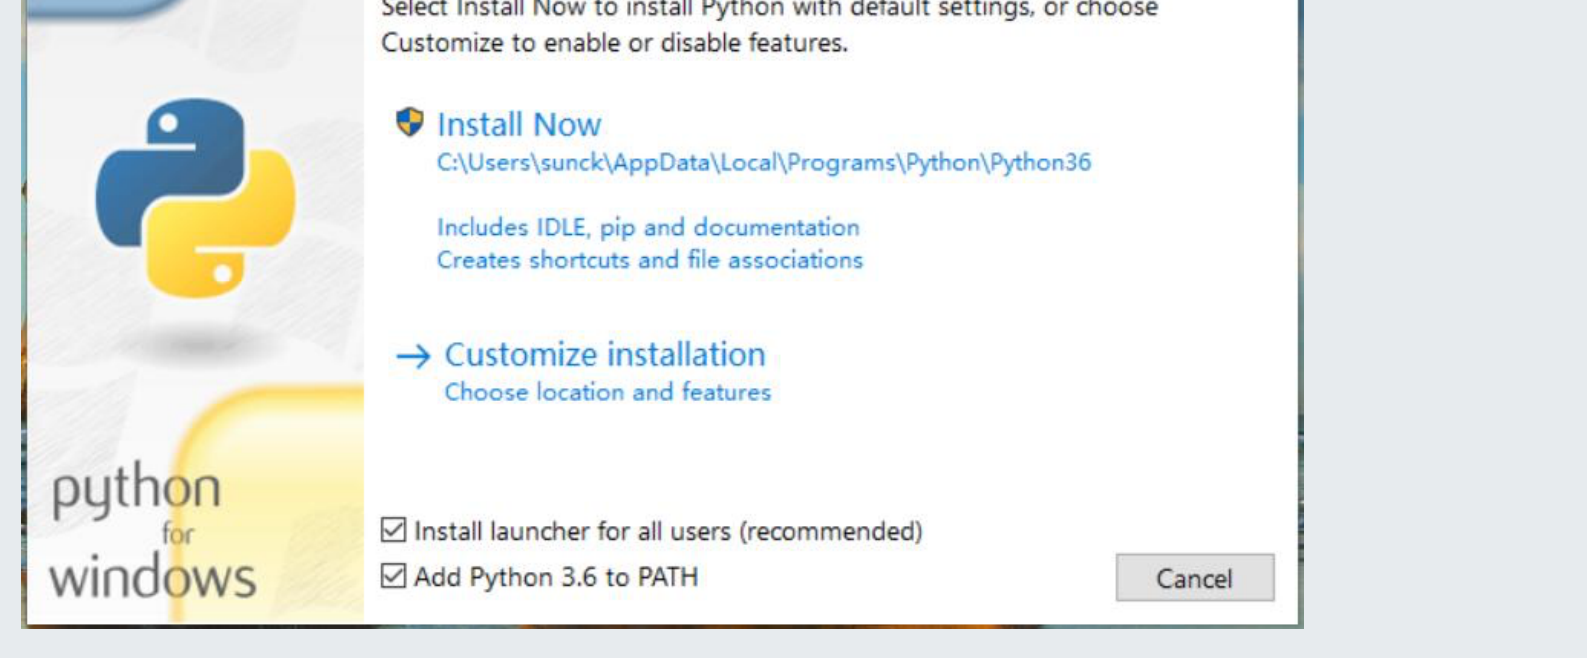 Select Install Now to install Python with default settings, or choose
Customize to enable or disable features.
Install Now
C:\Users\sunck\AppData\Local\Programs\Python\Python36
Includes IDLE, pip and documentation
Creates shortcuts and file associations
Customize installation
Choose location and features
python
for
windows
Install launcher for all users (recommended)
Add Python 3.6 to PATH
Cancel